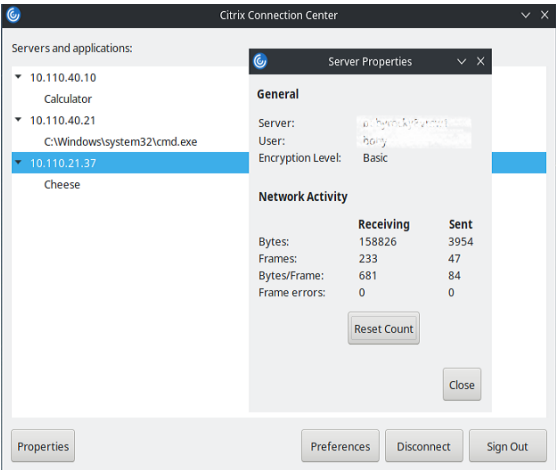 Citrix Connection Center
Servers and applications:
10.110.40.10
Calculator
10.110.40.21
C:\Windows\system32\cmd.exe
10.110.21.37
Cheese
Server Properties
General
Server:
User:
Encryption Level: Basic
Network Activity
Receiving Sent
Bytes: 158826 3954
Frames: 233 47
Bytes/Frame: 681 84
Frame errors: 0 0
Reset Count
Close
Properties Preferences Disconnect Sign Out